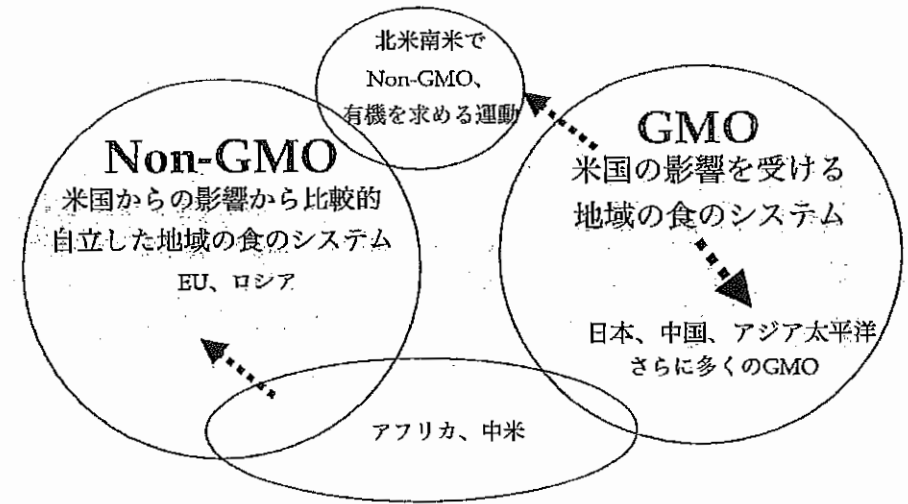 北米南米で
Non-GMO、
有機を求める運動
Non-GMO
米国からの影響から比較的
自立した地域の食のシステム
EU、ロシア
GMO
米国の影響を受ける
地域の食のシステム
日本、中国、アジア太平洋
さらに多くのGMO
アフリカ、中米